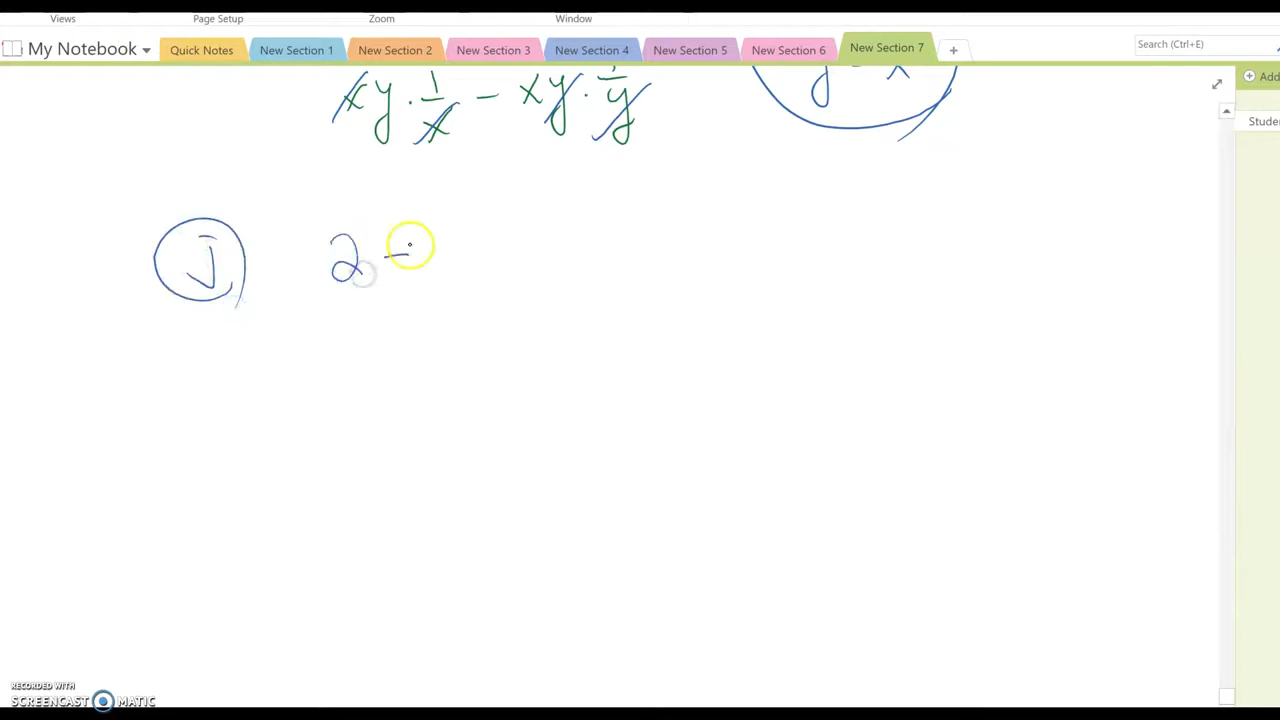 Views Page Setup Zoom Window
My Notebook Quick Notes New Section 1 New Section 2 New Section 3 New Section 4 New Section 5 New Section 6 New Section 7 + Search (Ctrl+E)
Add
Studer
xy · 1/x − xy · 1/y
y − x
J 2 −
RECORDED WITH
SCREENCAST MATIC